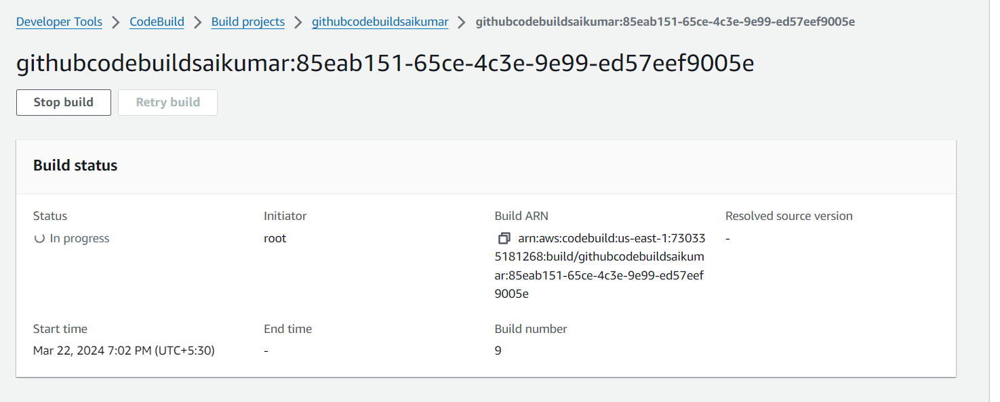 Developer Tools > CodeBuild > Build projects > githubcodebuildsaikumar > githubcodebuildsaikumar:85eab151-65ce-4c3e-9e99-ed57eef9005e
githubcodebuildsaikumar:85eab151-65ce-4c3e-9e99-ed57eef9005e
Stop build Retry build
Build status
Status Initiator Build ARN Resolved source version
In progress root arn:aws:codebuild:us-east-1:73033 -
5181268:build/githubcodebuildsaikum
ar:85eab151-65ce-4c3e-9e99-ed57eef
9005e
Start time End time Build number
Mar 22, 2024 7:02 PM (UTC+5:30) - 9